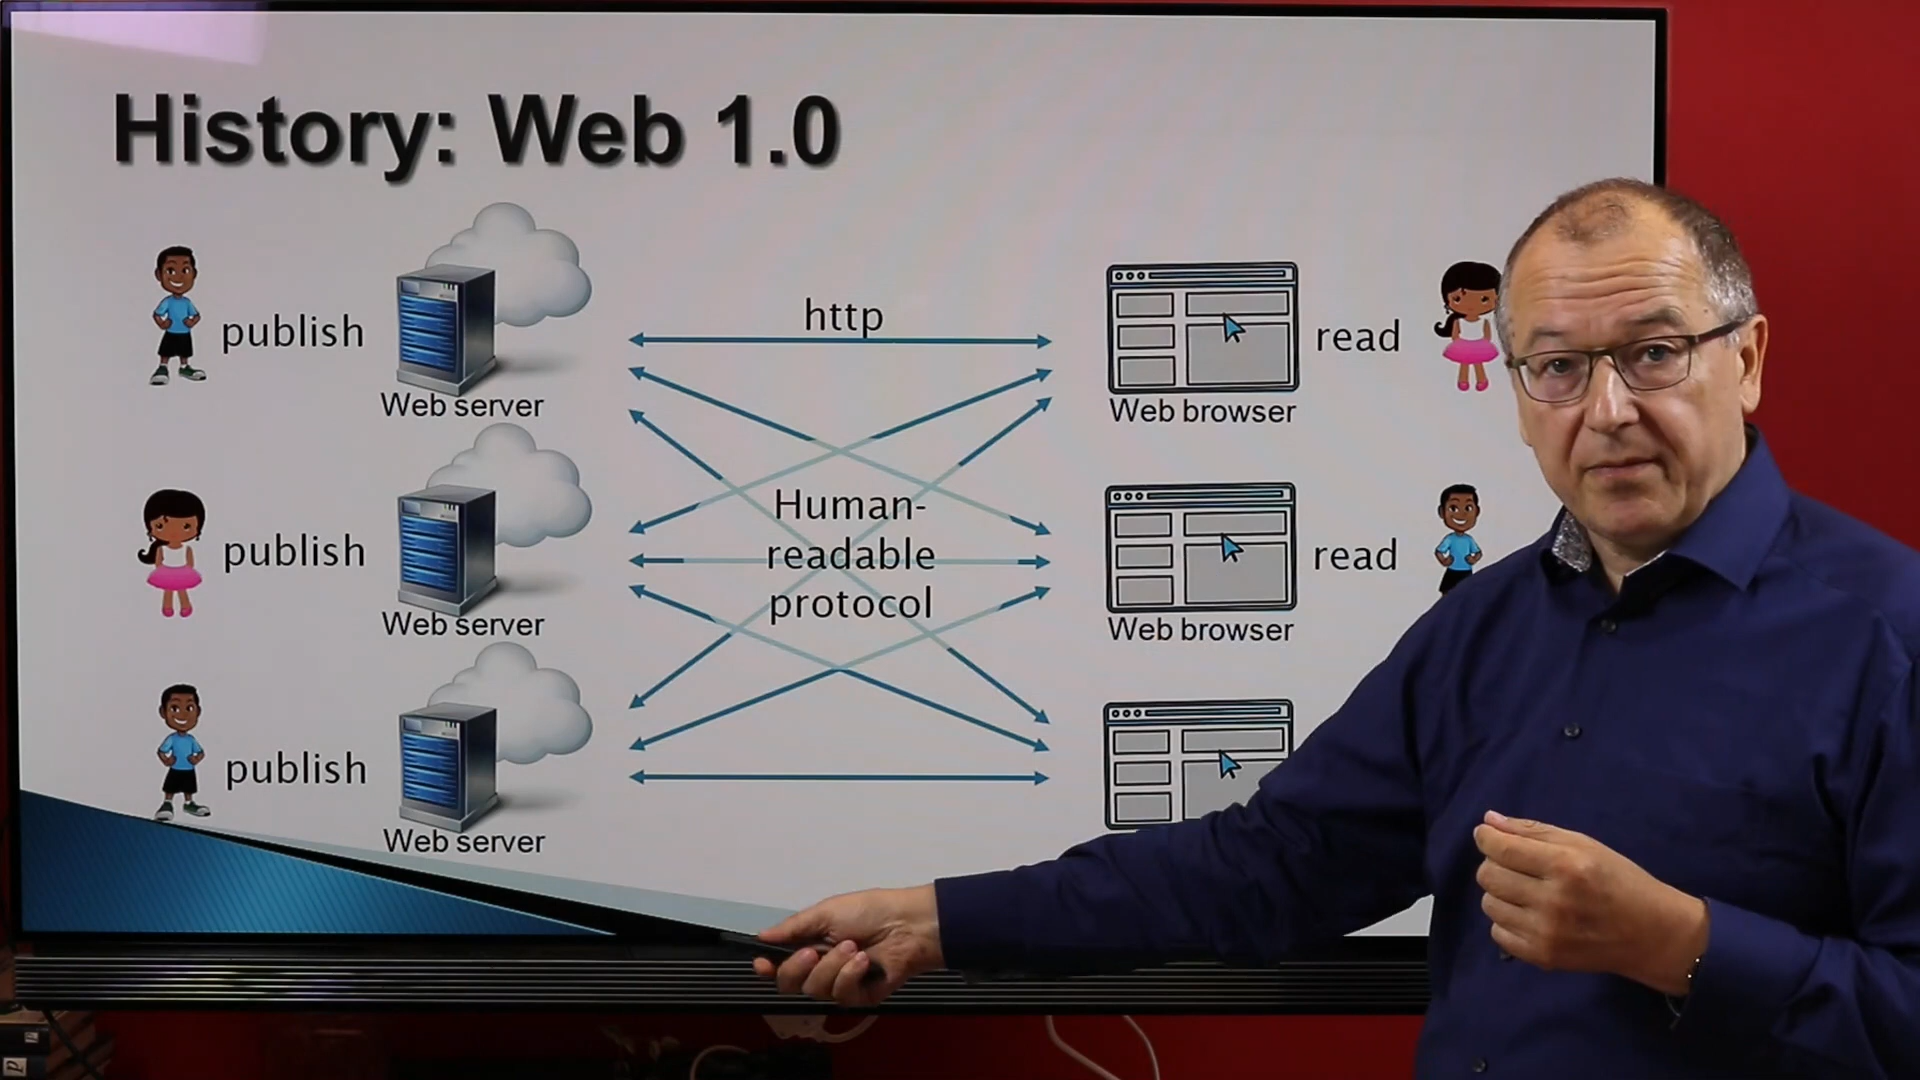 History: Web 1.0
publish
Web server
http
Web browser
read
publish
Web server
Human-
readable
protocol
Web browser
read
publish
Web server